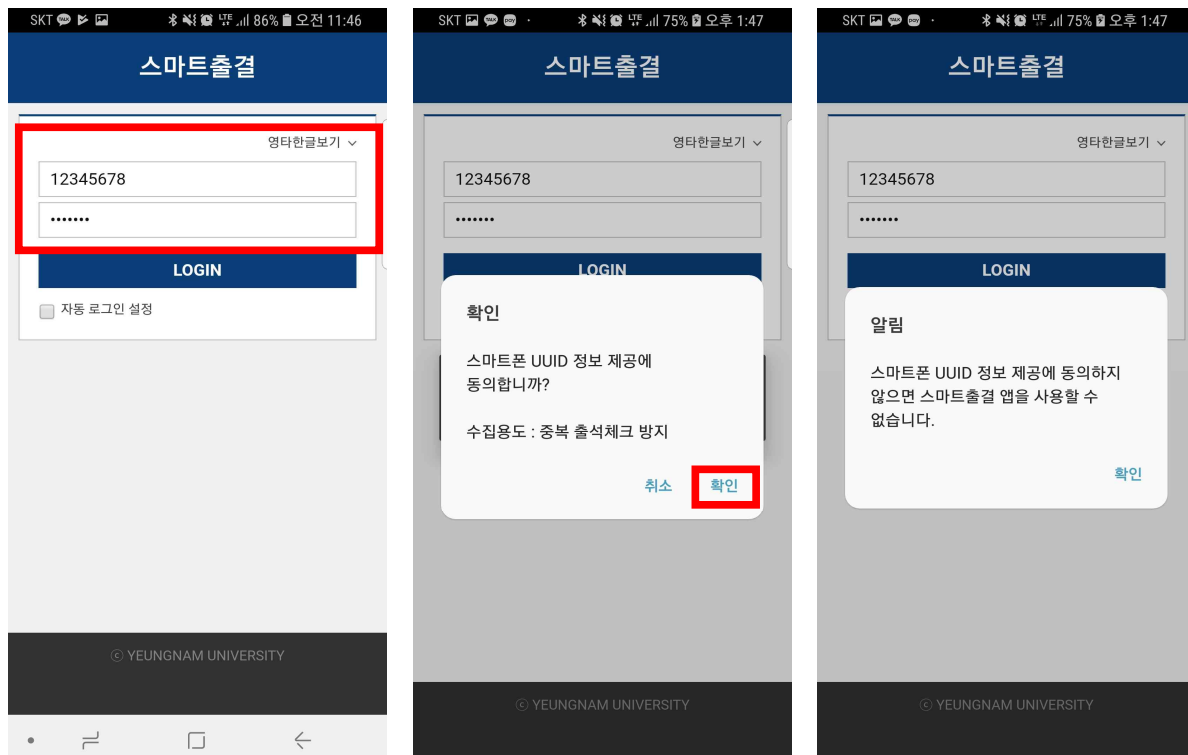 SKT LTE 86% 오전 11:46
스마트출결
영타한글보기
12345678
•••••••
LOGIN
자동 로그인 설정
ⓒ YEUNGNAM UNIVERSITY
SKT TALK pay · LTE 75% 오후 1:47
스마트출결
영타한글보기
12345678
•••••••
LOGIN
확인
스마트폰 UUID 정보 제공에
동의합니까?
수집용도 : 중복 출석체크 방지
취소 확인
ⓒ YEUNGNAM UNIVERSITY
SKT TALK pay · LTE 75% 오후 1:47
스마트출결
영타한글보기
12345678
•••••••
LOGIN
알림
스마트폰 UUID 정보 제공에 동의하지
않으면 스마트출결 앱을 사용할 수
없습니다.
확인
ⓒ YEUNGNAM UNIVERSITY